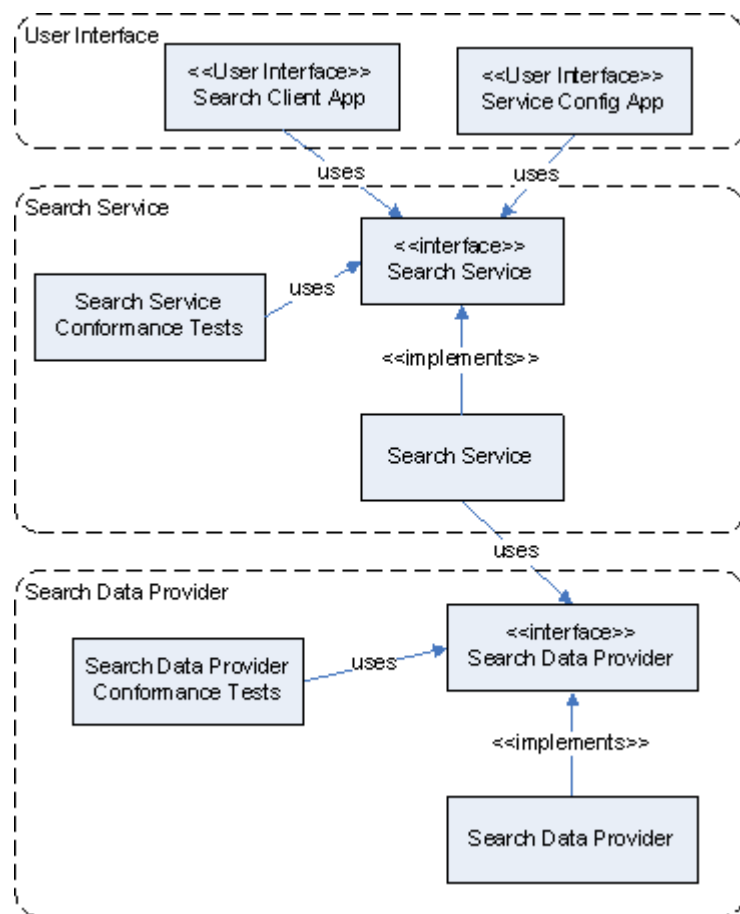 User Interface
<<User Interface>>
Search Client App
<<User Interface>>
Service Config App
uses
uses
Search Service
<<interface>>
Search Service
Search Service
Conformance Tests
uses
<<implements>>
Search Service
uses
Search Data Provider
<<interface>>
Search Data Provider
Search Data Provider
Conformance Tests
uses
<<implements>>
Search Data Provider